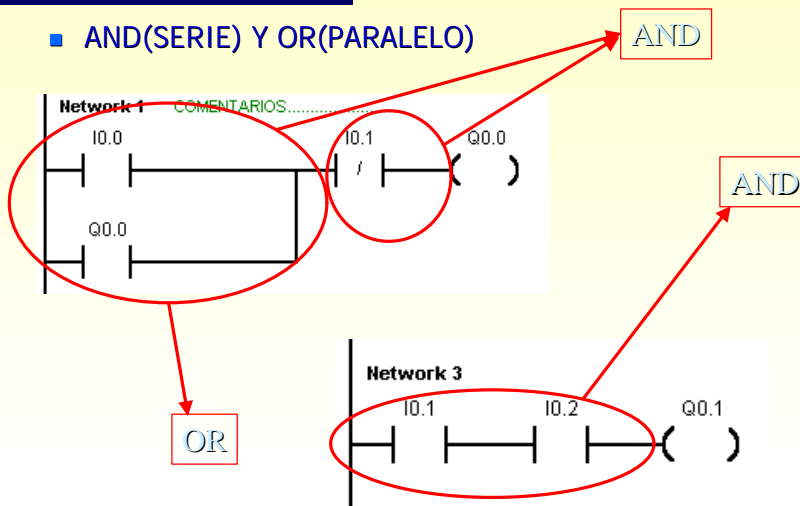 AND(SERIE) Y OR(PARALELO)
AND
Network 1 COMENTARIOS....................
I0.0 I0.1 Q0.0
/
Q0.0
AND
OR
Network 3
I0.1 I0.2 Q0.1